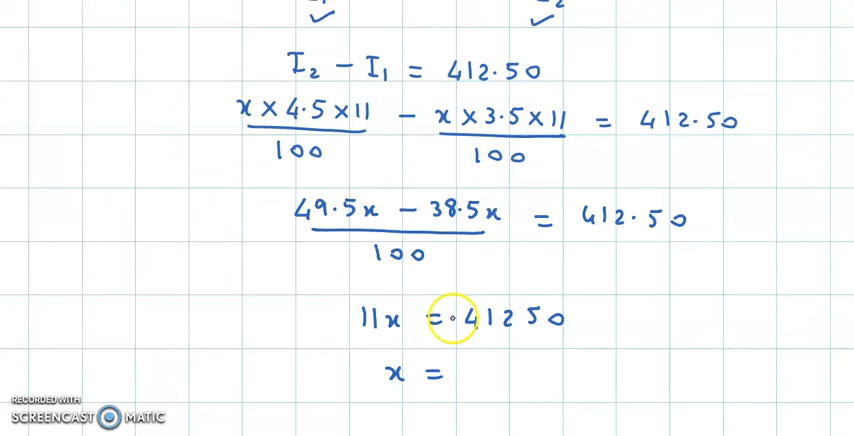 I₂ − I₁ = 412.50
x × 4.5 × 11 / 100 − x × 3.5 × 11 / 100 = 412.50
49.5x − 38.5x / 100 = 412.50
11x = 41250
x =
RECORDED WITH
SCREENCAST MATIC